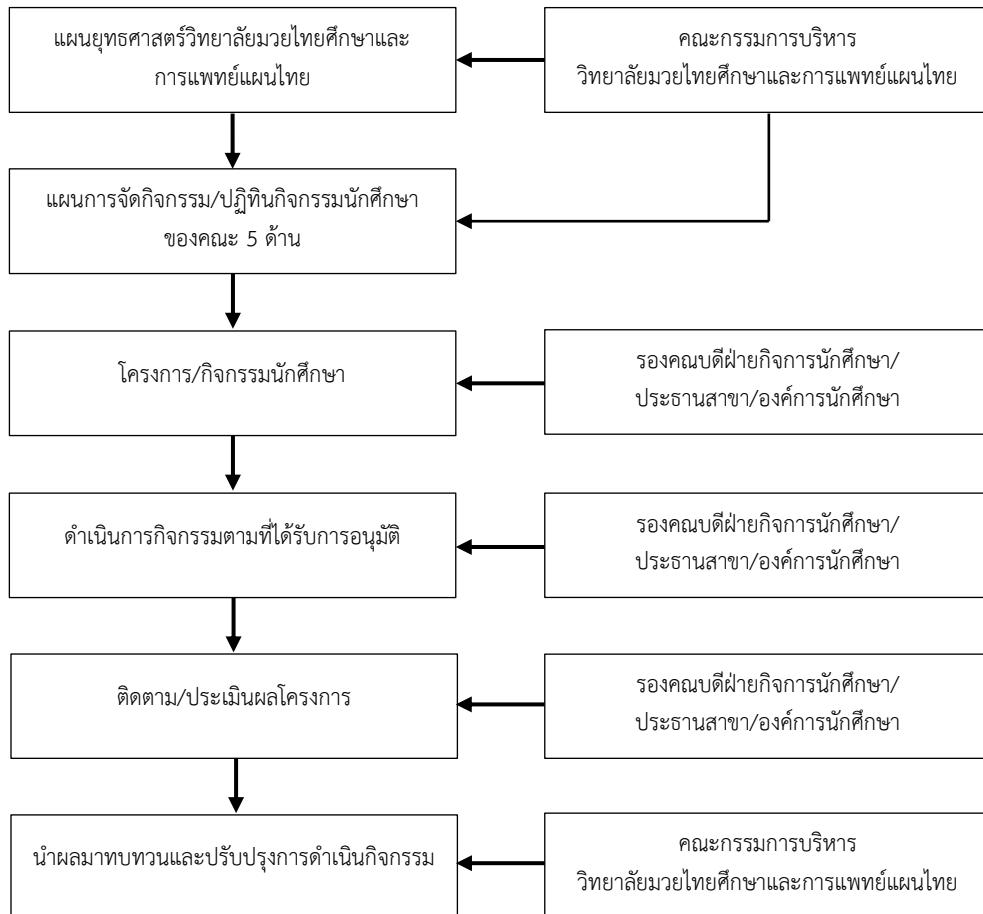 แผนยุทธศาสตร์วิทยาลัยมวยไทยศึกษาและ
การแพทย์แผนไทย
คณะกรรมการบริหาร
วิทยาลัยมวยไทยศึกษาและการแพทย์แผนไทย
แผนการจัดกิจกรรม/ปฏิทินกิจกรรมนักศึกษา
ของคณะ 5 ด้าน
โครงการ/กิจกรรมนักศึกษา
รองคณบดีฝ่ายกิจการนักศึกษา/
ประธานสาขา/องค์การนักศึกษา
ดำเนินการกิจกรรมตามที่ได้รับการอนุมัติ
รองคณบดีฝ่ายกิจการนักศึกษา/
ประธานสาขา/องค์การนักศึกษา
ติดตาม/ประเมินผลโครงการ
รองคณบดีฝ่ายกิจการนักศึกษา/
ประธานสาขา/องค์การนักศึกษา
นำผลมาทบทวนและปรับปรุงการดำเนินกิจกรรม
คณะกรรมการบริหาร
วิทยาลัยมวยไทยศึกษาและการแพทย์แผนไทย